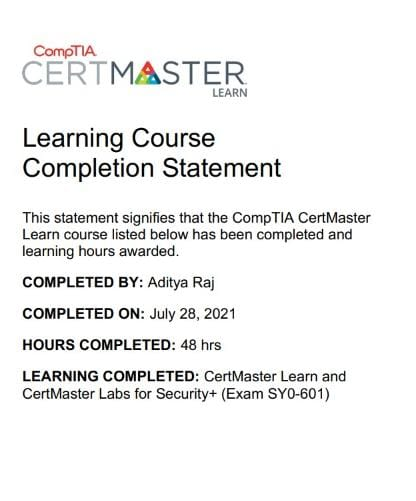 CompTIA
CERTMASTER
LEARN
Learning Course
Completion Statement
This statement signifies that the CompTIA CertMaster
Learn course listed below has been completed and
learning hours awarded.
COMPLETED BY: Aditya Raj
COMPLETED ON: July 28, 2021
HOURS COMPLETED: 48 hrs
LEARNING COMPLETED: CertMaster Learn and
CertMaster Labs for Security+ (Exam SY0-601)